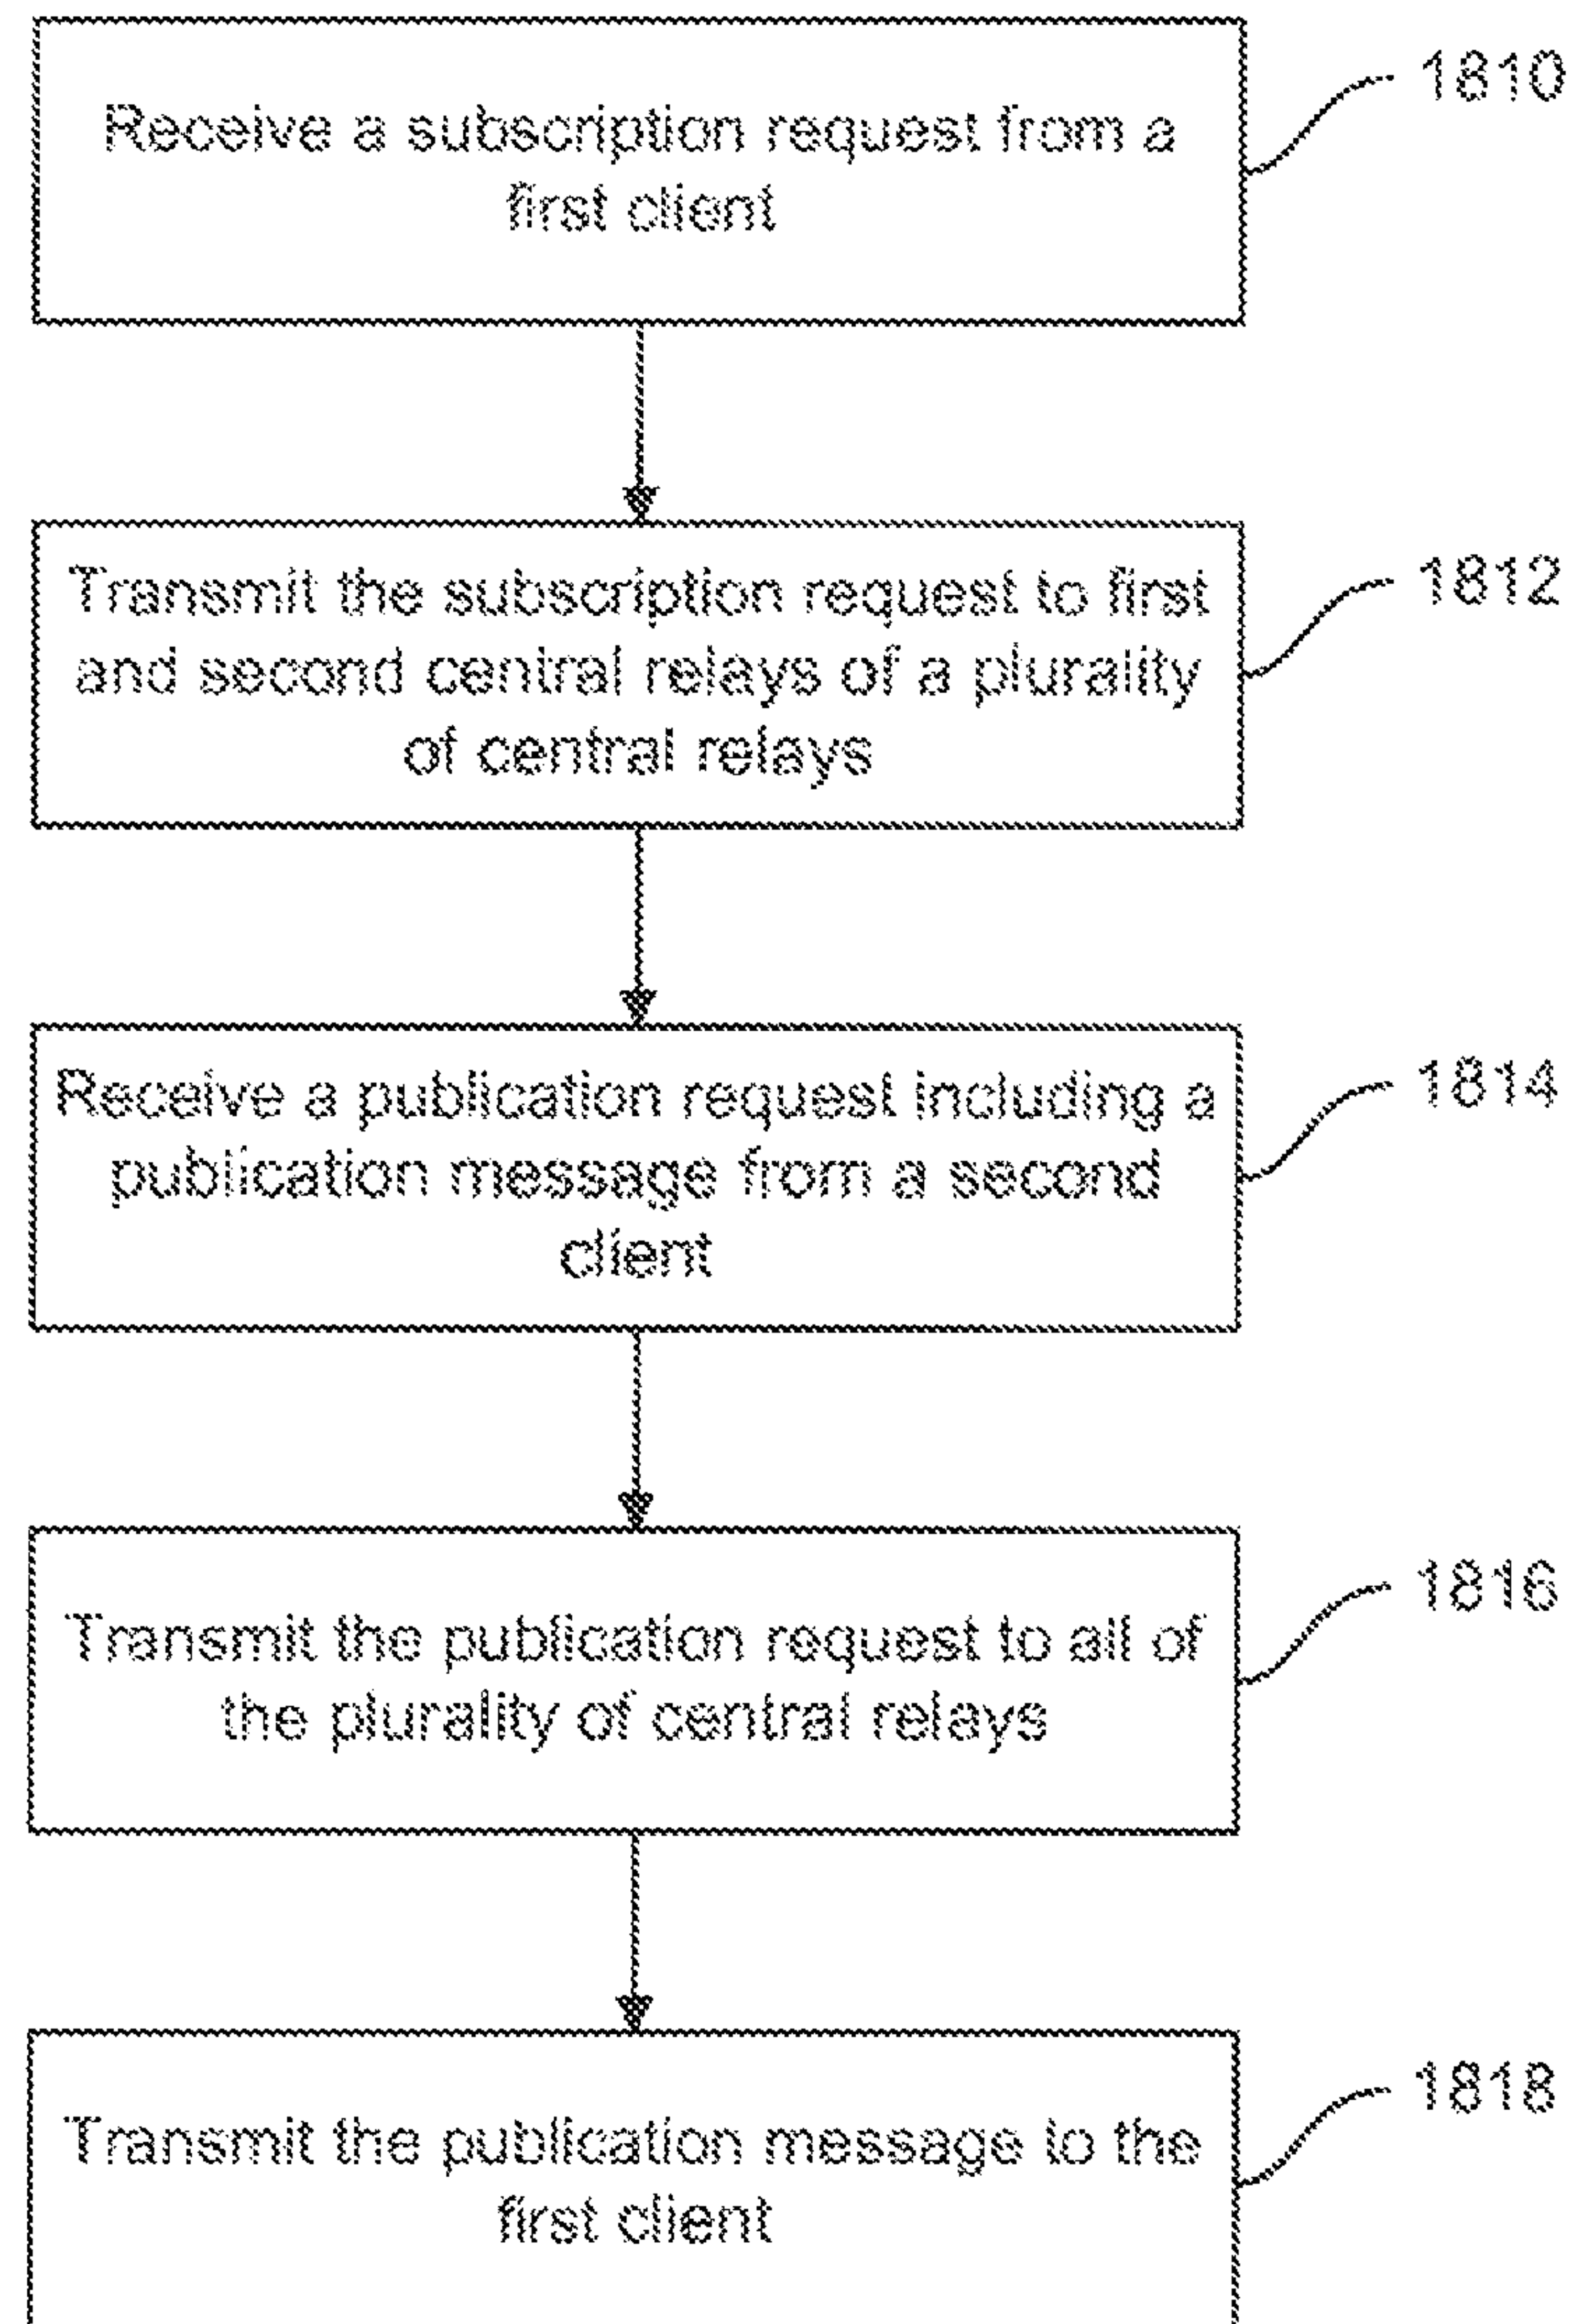 Receive a subscription request from a
first client
1810
Transmit the subscription request to first
and second central relays of a plurality
of central relays
1812
Receive a publication request including a
publication message from a second
client
1814
Transmit the publication request to all of
the plurality of central relays
1816
Transmit the publication message to the
first client
1818